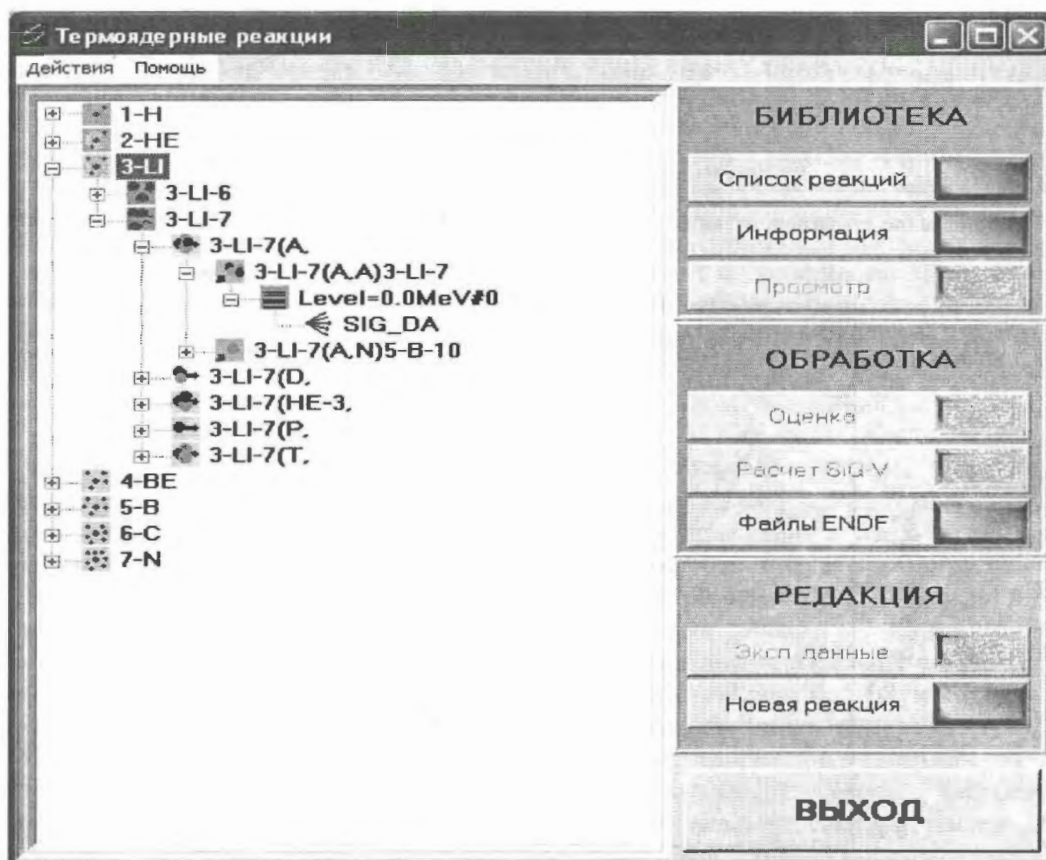 Термоядерные реакции
Действия Помощь
1-H
2-HE
3-LI
3-LI-6
3-LI-7
3-LI-7(A,
3-LI-7(A,A)3-LI-7
Level=0.0MeV#0
SIG_DA
3-LI-7(A,N)5-B-10
3-LI-7(D,
3-LI-7(HE-3,
3-LI-7(P,
3-LI-7(T,
4-BE
5-B
6-C
7-N
БИБЛИОТЕКА
Список реакций
Информация
Просмотр
ОБРАБОТКА
Оценка
Расчет SIG-V
Файлы ENDF
РЕДАКЦИЯ
Эксп. данные
Новая реакция
ВЫХОД